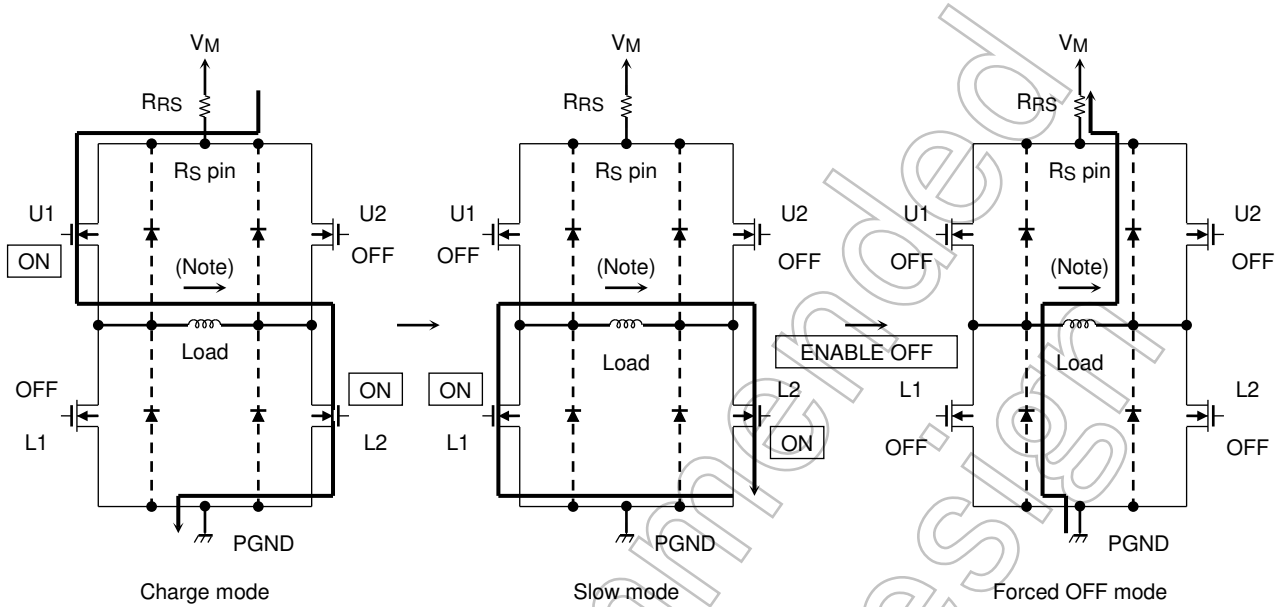 VM
RRS
RS pin
U1
ON
U2
OFF
(Note)
Load
OFF
L1
ON
L2
PGND
Charge mode
VM
RRS
RS pin
U1
OFF
U2
OFF
(Note)
Load
ON
L1
L2
ON
PGND
Slow mode
ENABLE OFF
VM
RRS
RS pin
U1
OFF
U2
OFF
(Note)
Load
L1
OFF
L2
OFF
PGND
Forced OFF mode